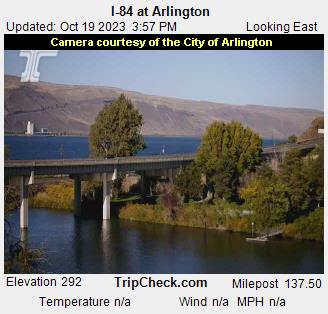 I-84 at Arlington
Updated: Oct 19 2023 3:57 PM Looking East
Camera courtesy of the City of Arlington
Elevation 292 TripCheck.com Milepost 137.50
Temperature n/a Wind n/a MPH n/a